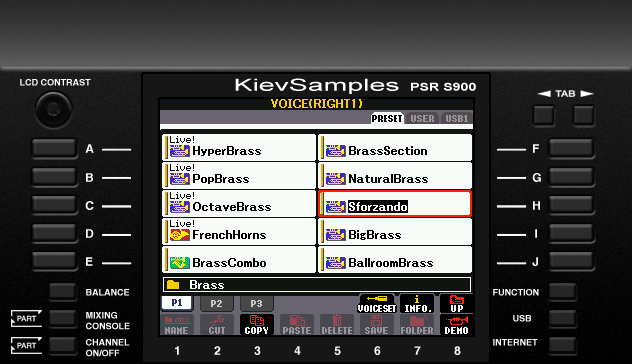 LCD CONTRAST
KievSamples PSR S900
◄ TAB ►
VOICE(RIGHT1)
PRESET USER USB1
A
B
C
D
E
Live!
HyperBrass
Live!
PopBrass
Live!
OctaveBrass
Live!
FrenchHorns
BrassCombo
BrassSection
NaturalBrass
Sforzando
BigBrass
BallroomBrass
F
G
H
I
J
Brass
P1 P2 P3
VOICESET INFO. UP
NAME CUT COPY PASTE DELETE SAVE FOLDER DEMO
BALANCE
PART
MIXING
CONSOLE
PART
CHANNEL
ON/OFF
FUNCTION
USB
INTERNET
1 2 3 4 5 6 7 8